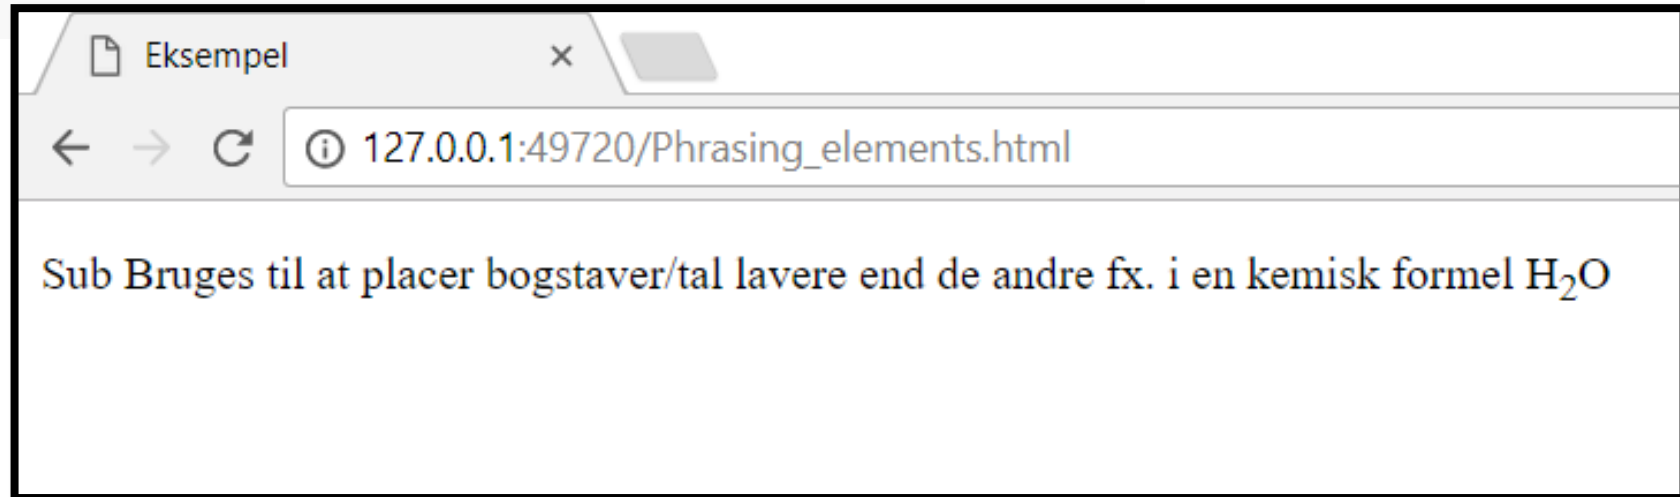 Eksempel
127.0.0.1:49720/Phrasing_elements.html
Sub Bruges til at placer bogstaver/tal lavere end de andre fx. i en kemisk formel H₂O